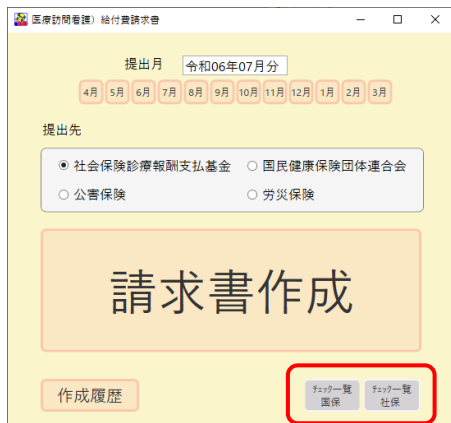 医療訪問看護）給付費請求書
提出月 令和06年07月分
4月 5月 6月 7月 8月 9月 10月 11月 12月 1月 2月 3月
提出先
社会保険診療報酬支払基金 国民健康保険団体連合会
公害保険 労災保険
請求書作成
作成履歴
ﾁｪｯｸ一覧 ﾁｪｯｸ一覧
国保 社保